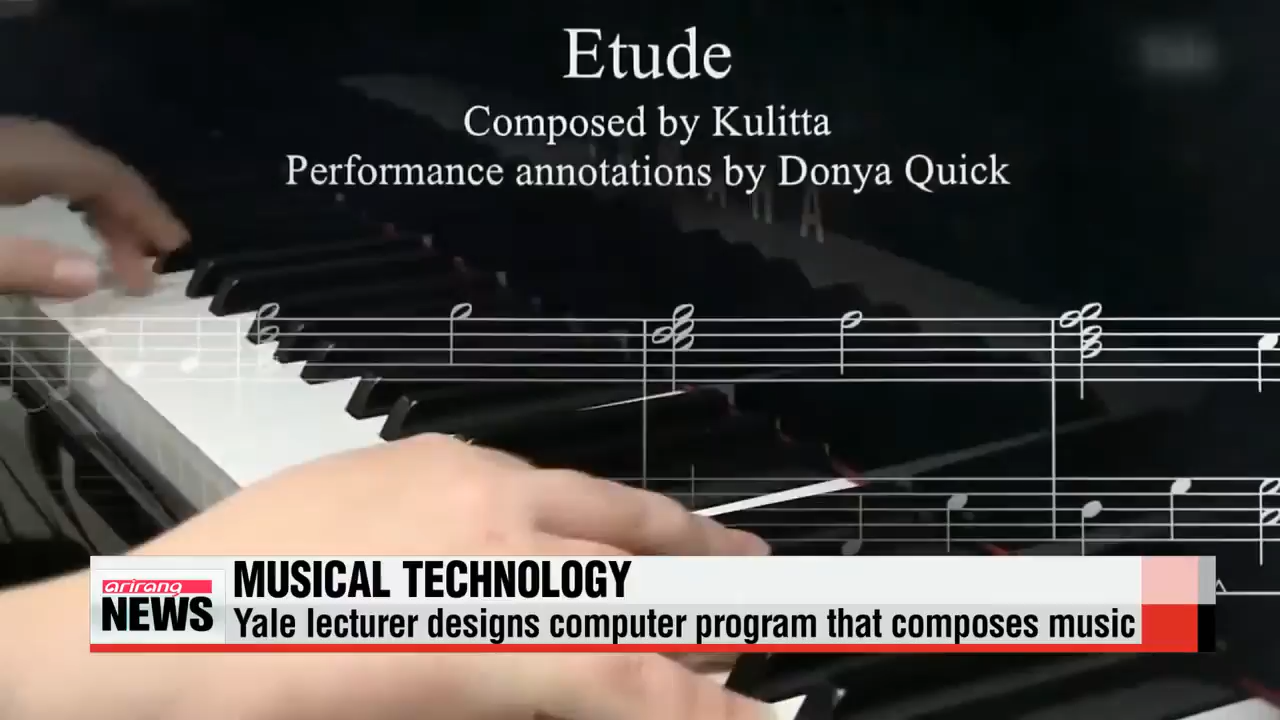 Etude
Composed by Kulitta
Performance annotations by Donya Quick
arirang
NEWS
MUSICAL TECHNOLOGY
Yale lecturer designs computer program that composes music